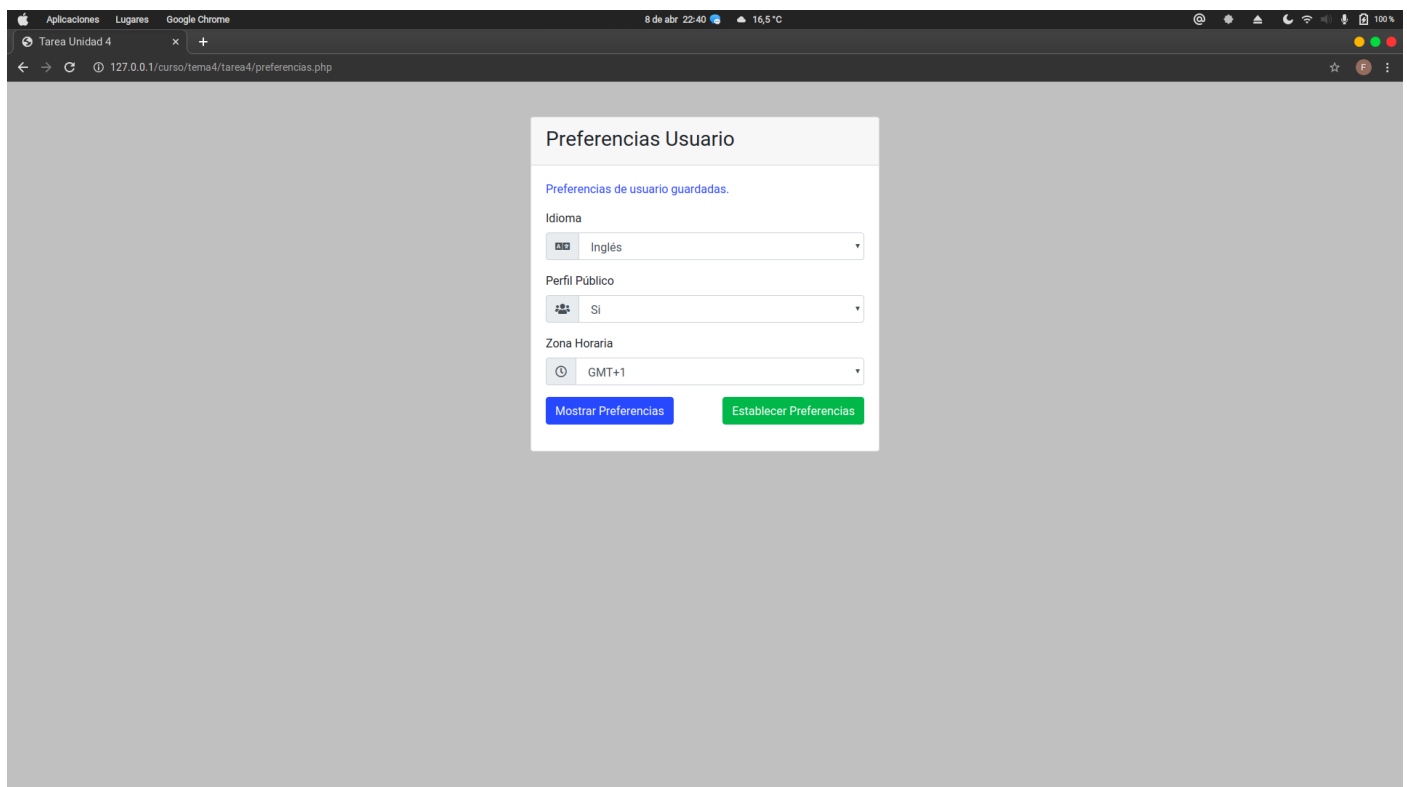 Aplicaciones Lugares Google Chrome 8 de abr 22:40 16,5 °C 100 %
Tarea Unidad 4
127.0.0.1/curso/tema4/tarea4/preferencias.php
F
Preferencias Usuario
Preferencias de usuario guardadas.
Idioma
Inglés
Perfil Público
Si
Zona Horaria
GMT+1
Mostrar Preferencias Establecer Preferencias